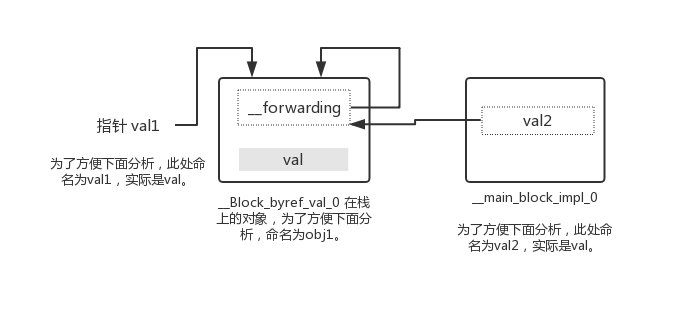 __forwarding
val2
指针 val1
val
为了方便下面分析，此处命
名为val1，实际是val。
__Block_byref_val_0 在栈
上的对象，为了方便下面分
析，命名为obj1。
__main_block_impl_0
为了方便下面分析，此处命
名为val2，实际是val。